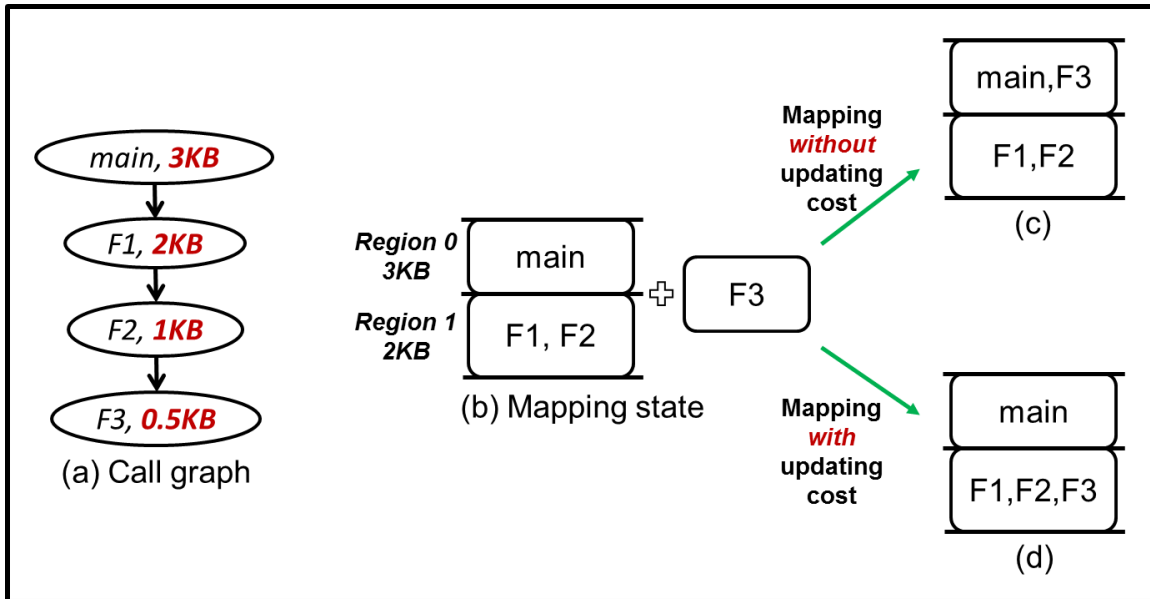 main, 3KB
F1, 2KB
F2, 1KB
F3, 0.5KB
(a) Call graph
Region 0
3KB
main
Region 1
2KB
F1, F2
(b) Mapping state
F3
Mapping
without
updating
cost
main,F3
F1,F2
(c)
Mapping
with
updating
cost
main
F1,F2,F3
(d)